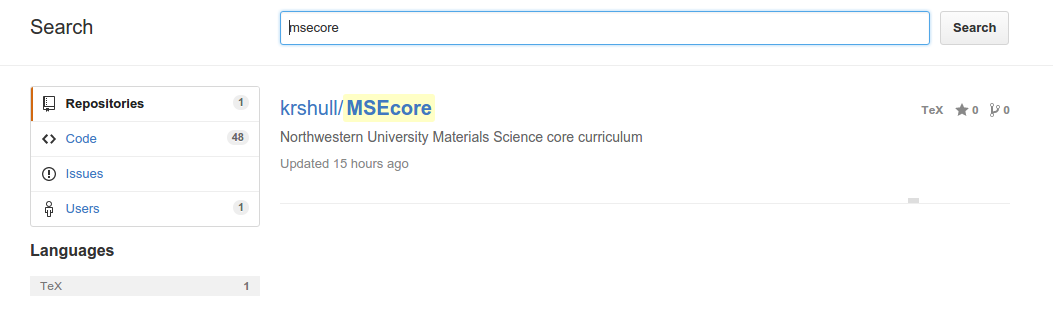 Search
msecore
Search
Repositories 1
Code 48
Issues
Users 1
Languages
TeX 1
krshull/MSEcore
TeX 0 0
Northwestern University Materials Science core curriculum
Updated 15 hours ago